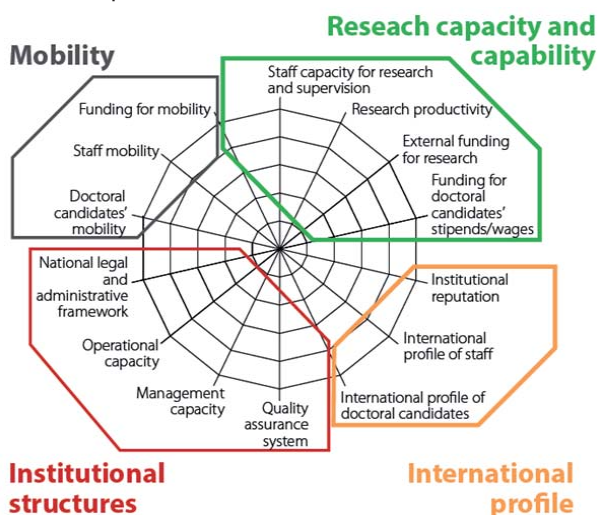 Reseach capacity and
capability
Mobility
Staff capacity for research
and supervision
Funding for mobility
Research productivity
Staff mobility
External funding
for research
Doctoral
candidates’
mobility
Funding for
doctoral
candidates’
stipends/wages
National legal
and
administrative
framework
Institutional
reputation
Operational
capacity
International
profile of staff
Management
capacity
Quality
assurance
system
International profile of
doctoral candidates
Institutional
structures
International
profile